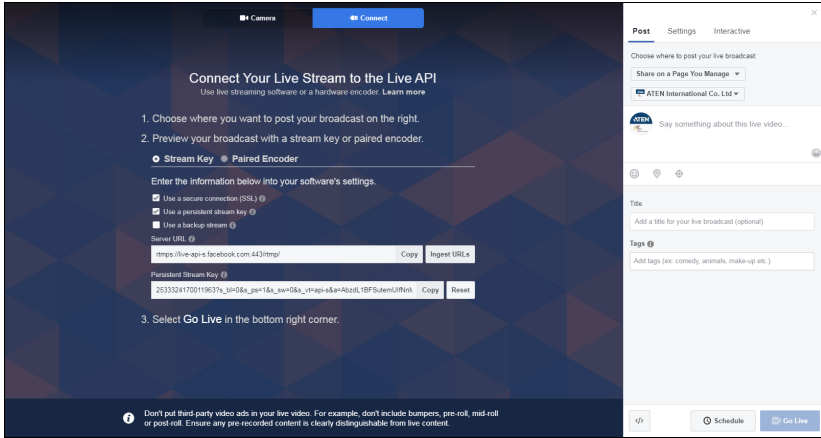 Camera
Connect
Connect Your Live Stream to the Live API
Use live streaming software or a hardware encoder. Learn more
1. Choose where you want to post your broadcast on the right.
2. Preview your broadcast with a stream key or paired encoder.
Stream Key
Paired Encoder
Enter the information below into your software's settings.
Use a secure connection (SSL)
Use a persistent stream key
Use a backup stream
Server URL
rtmps://live-api-s.facebook.com:443/rtmp/
Copy
Ingest URLs
Persistent Stream Key
Copy
Reset
3. Select Go Live in the bottom right corner.
Don't put third-party video ads in your live video. For example, don't include bumpers, pre-roll, mid-roll
or post-roll. Ensure any pre-recorded content is clearly distinguishable from live content.
Post
Settings
Interactive
Choose where to post your live broadcast:
Share on a Page You Manage
ATEN International Co. Ltd
ATEN
Say something about this live video...
Title
Add a title for your live broadcast (optional)
Tags
Add tags (ex: comedy, animals, make-up etc.)
</>
Schedule
Go Live